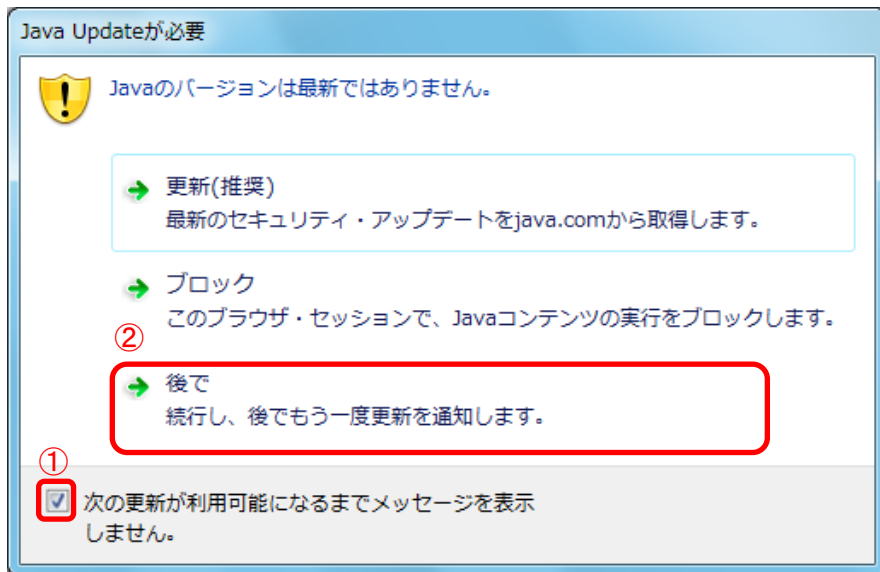 Java Updateが必要
Javaのバージョンは最新ではありません。
更新(推奨)
最新のセキュリティ・アップデートをjava.comから取得します。
ブロック
このブラウザ・セッションで、Javaコンテンツの実行をブロックします。
②
後で
続行し、後でもう一度更新を通知します。
①
次の更新が利用可能になるまでメッセージを表示
しません。